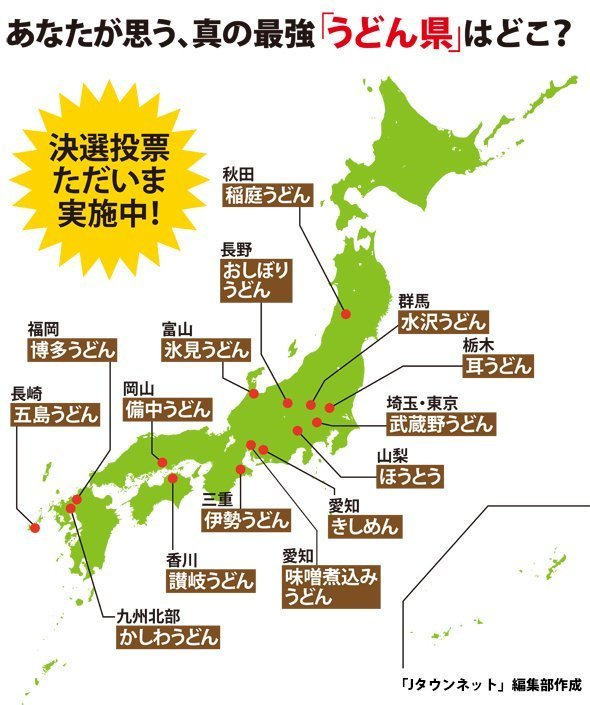 あなたが思う、真の最強「うどん県」はどこ？
決選投票
ただいま
実施中！
秋田
稲庭うどん
長野
おしぼり
うどん
群馬
水沢うどん
福岡
博多うどん
富山
氷見うどん
栃木
耳うどん
長崎
五島うどん
岡山
備中うどん
埼玉・東京
武蔵野うどん
山梨
ほうとう
三重
伊勢うどん
愛知
きしめん
香川
讃岐うどん
愛知
味噌煮込み
うどん
九州北部
かしわうどん
「Jタウンネット」編集部作成